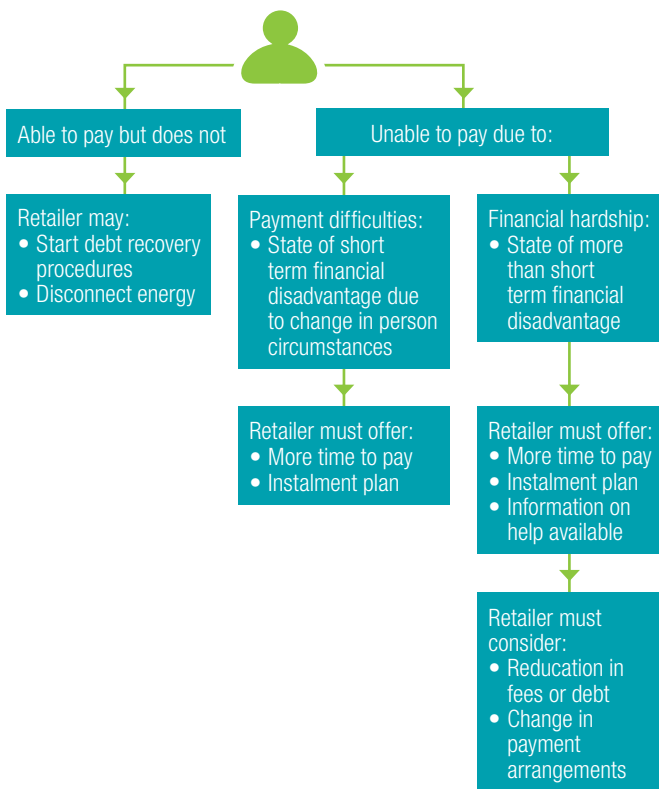 Able to pay but does not
Unable to pay due to:
Retailer may:
• Start debt recovery
procedures
• Disconnect energy
Payment difficulties:
• State of short
term financial
disadvantage due
to change in person
circumstances
Financial hardship:
• State of more
than short
term financial
disadvantage
Retailer must offer:
• More time to pay
• Instalment plan
Retailer must offer:
• More time to pay
• Instalment plan
• Information on
help available
Retailer must
consider:
• Reducation in
fees or debt
• Change in
payment
arrangements